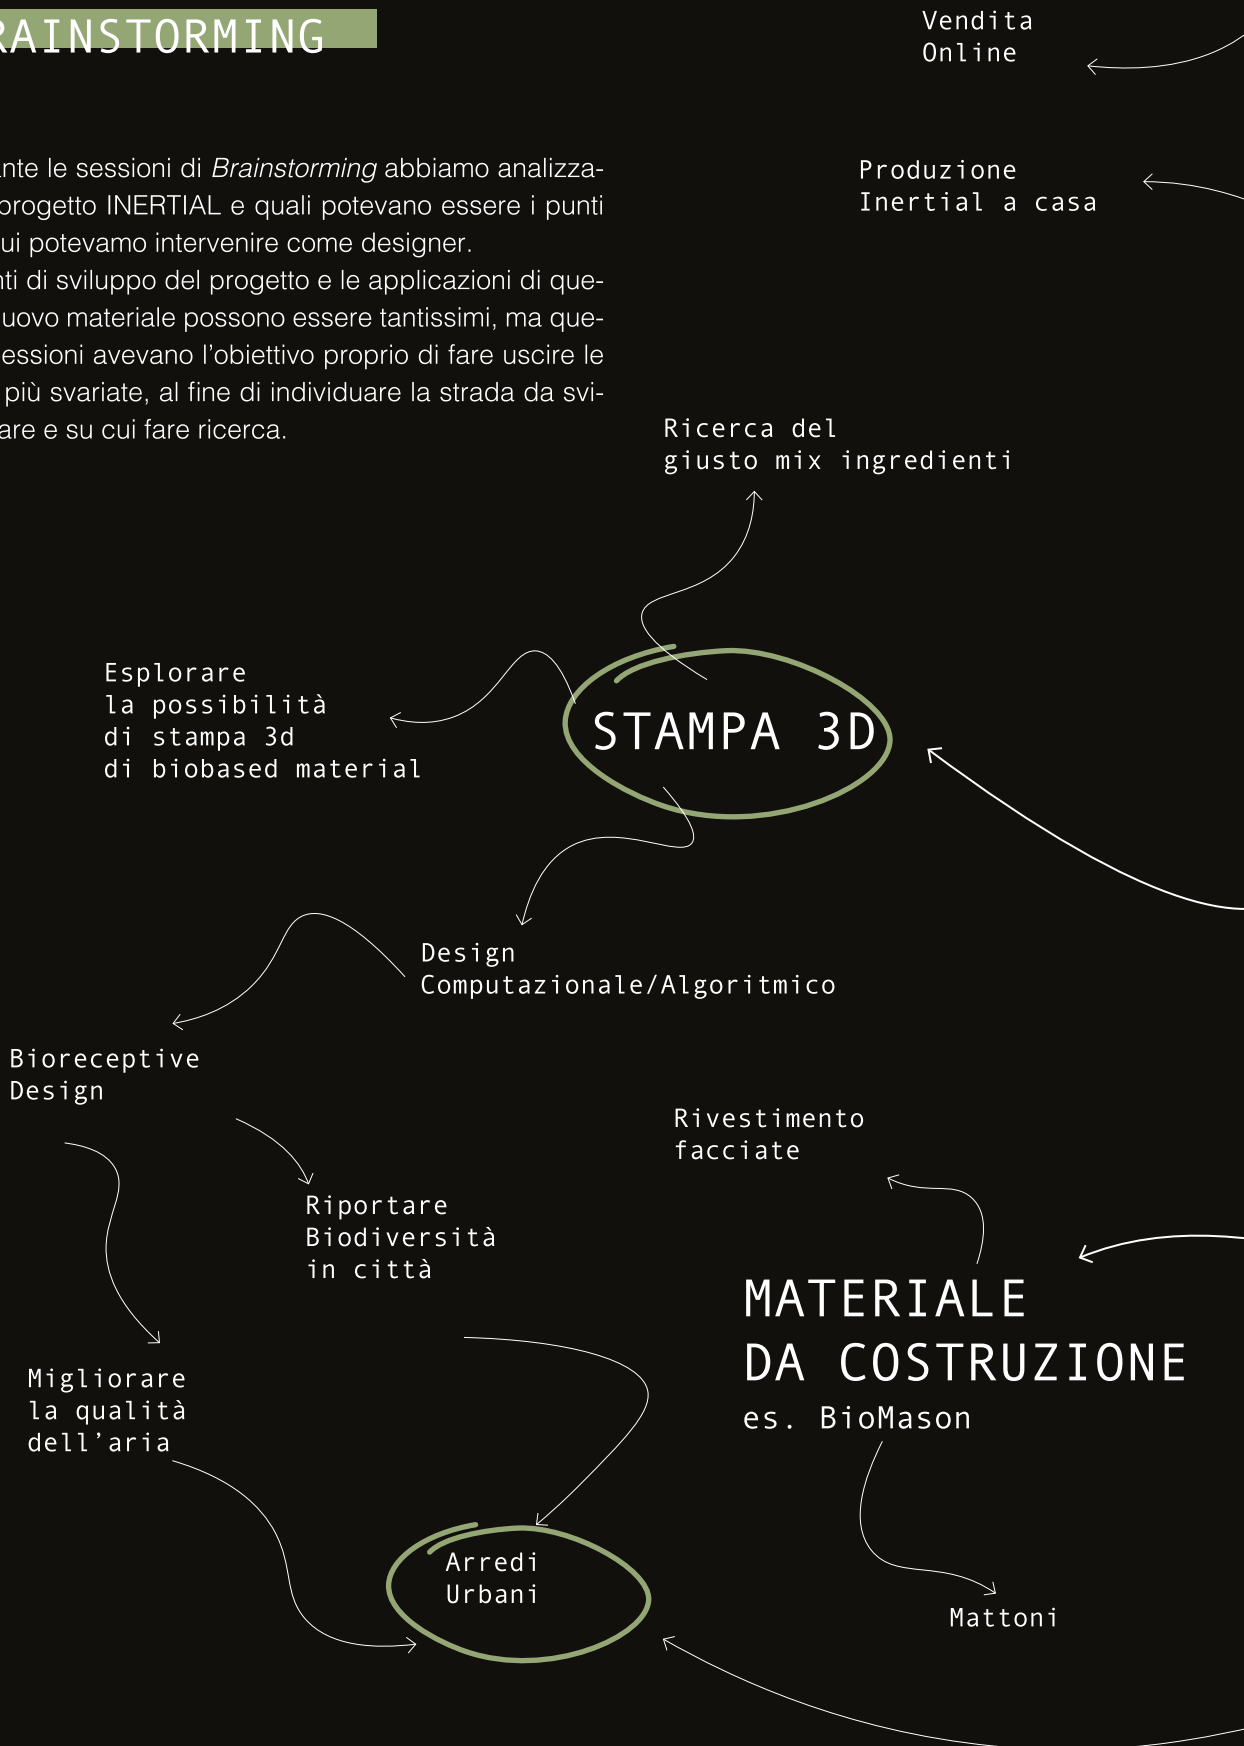 RAINSTORMING
ante le sessioni di Brainstorming abbiamo analizza-
progetto INERTIAL e quali potevano essere i punti
ui potevamo intervenire come designer.
nti di sviluppo del progetto e le applicazioni di que-
uovo materiale possono essere tantissimi, ma que-
essioni avevano l’obiettivo proprio di fare uscire le
più svariate, al fine di individuare la strada da svi-
are e su cui fare ricerca.
Vendita
Online
Produzione
Inertial a casa
Ricerca del
giusto mix ingredienti
Esplorare
la possibilità
di stampa 3d
di biobased material
STAMPA 3D
Design
Computazionale/Algoritmico
Bioreceptive
Design
Riportare
Biodiversità
in città
Rivestimento
facciate
MATERIALE
DA COSTRUZIONE
es. BioMason
Migliorare
la qualità
dell’aria
Arredi
Urbani
Mattoni